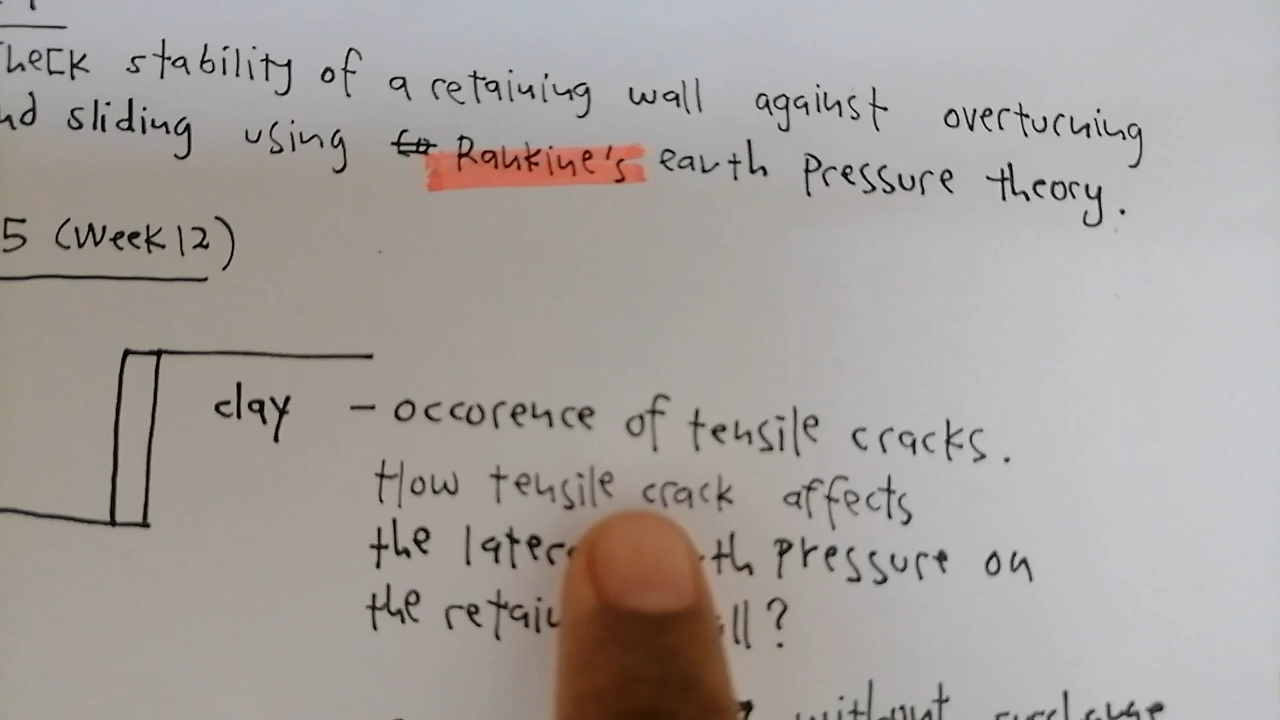 heck stability of a retaining wall against overturning
nd sliding using Rankine's earth pressure theory.
5 (Week 12)
clay - occorence of tensile cracks.
How tensile crack affects
the later th pressure on
the retai ll?
without